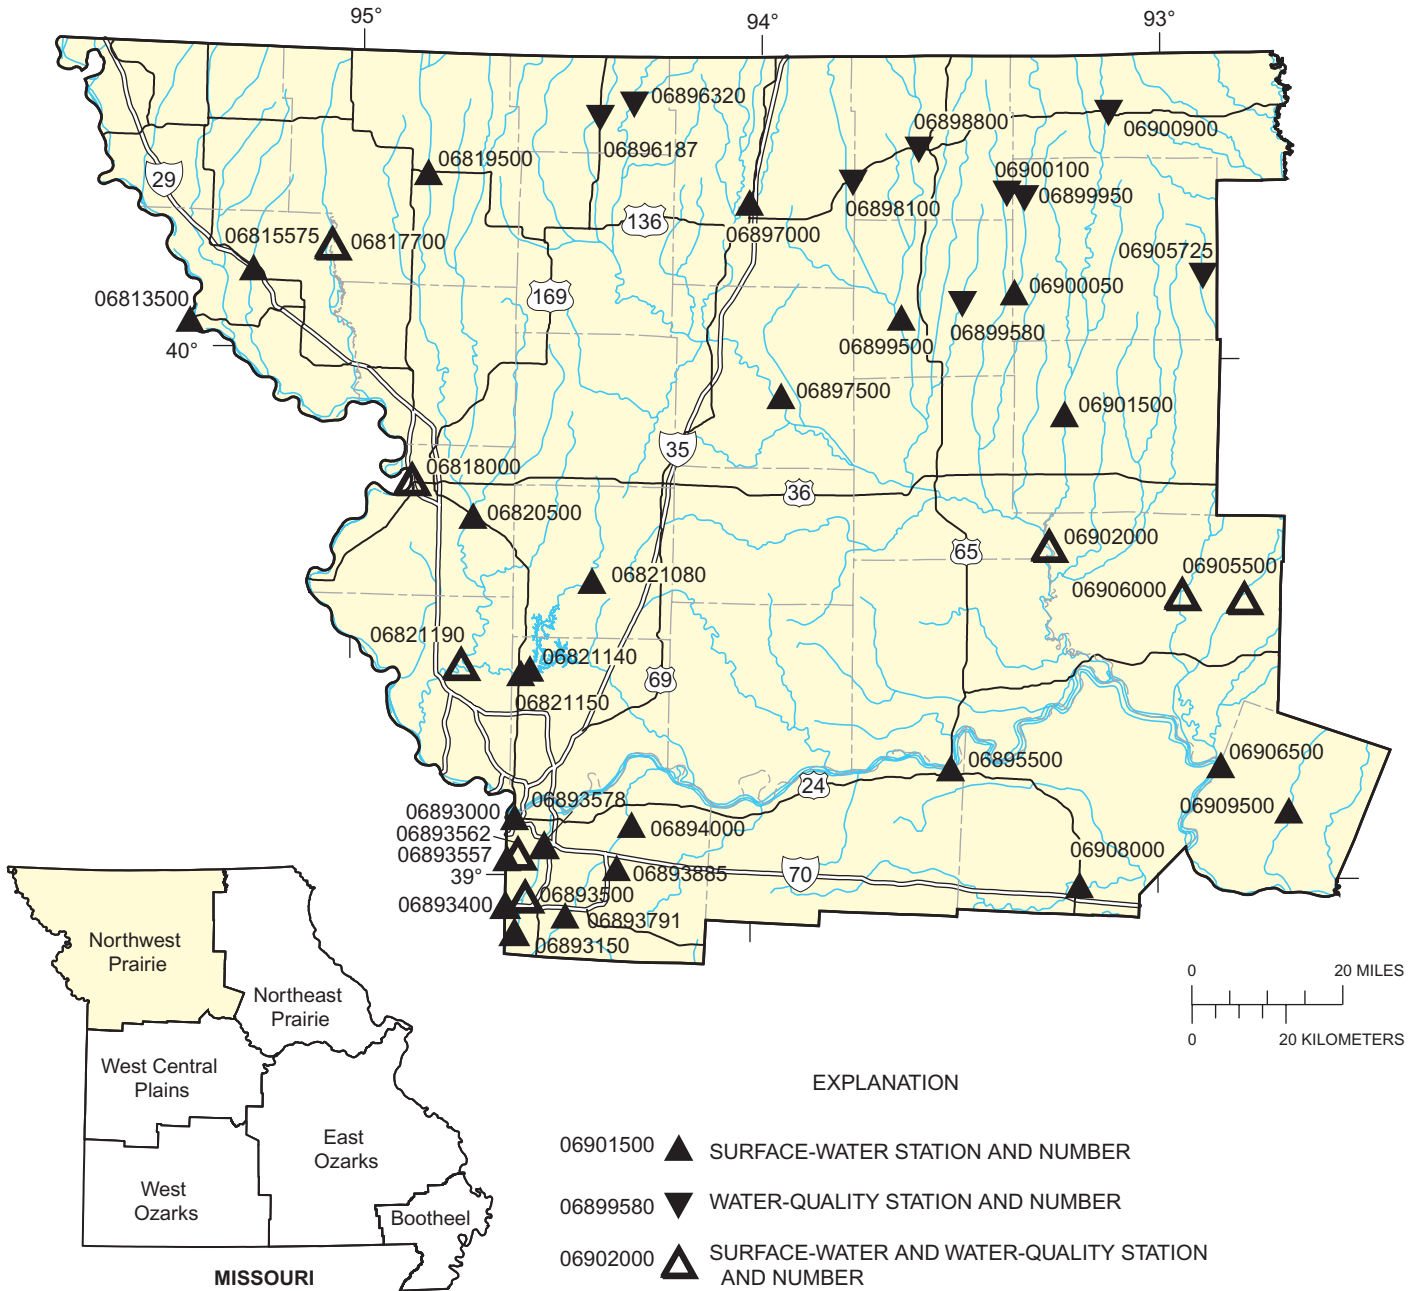 95°
94°
93°
06896320
06898800
06900900
06896187
06819500
06900100
29
06899950
06898100
136
06815575
06817700
06897000
06905725
06813500
169
06900050
06899580
40°
06899500
06897500
06901500
35
06818000
36
06820500
06902000
65
06905500
06821080
06906000
06821190
06821140
69
06821150
06906500
06895500
24
06893578
06893000
06909500
06893562
06894000
06893557
06908000
39°
06893885
70
06893500
06893400
06893791
06893150
Northwest
Prairie
0 20 MILES
Northeast
Prairie
0 20 KILOMETERS
West Central
Plains
EXPLANATION
East
Ozarks
06901500 SURFACE-WATER STATION AND NUMBER
West
Ozarks
06899580 WATER-QUALITY STATION AND NUMBER
Bootheel
06902000 SURFACE-WATER AND WATER-QUALITY STATION
AND NUMBER
MISSOURI